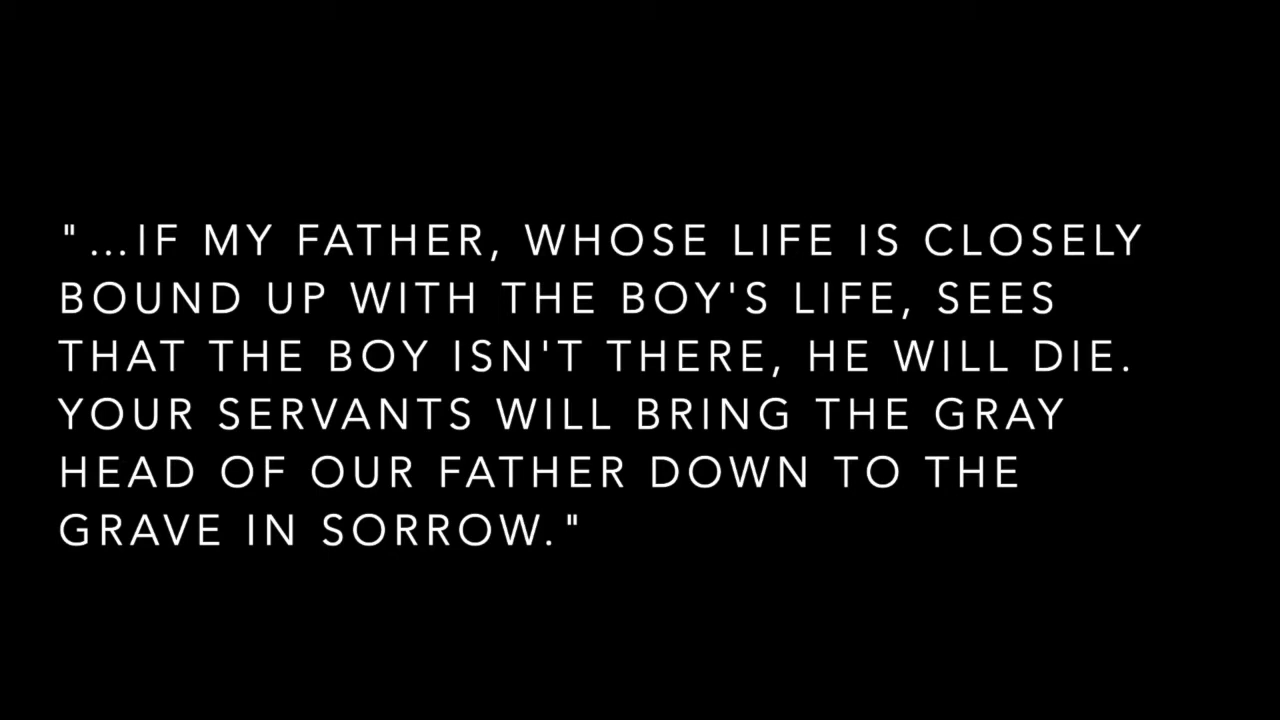 "…IF MY FATHER, WHOSE LIFE IS CLOSELY
BOUND UP WITH THE BOY'S LIFE, SEES
THAT THE BOY ISN'T THERE, HE WILL DIE.
YOUR SERVANTS WILL BRING THE GRAY
HEAD OF OUR FATHER DOWN TO THE
GRAVE IN SORROW."